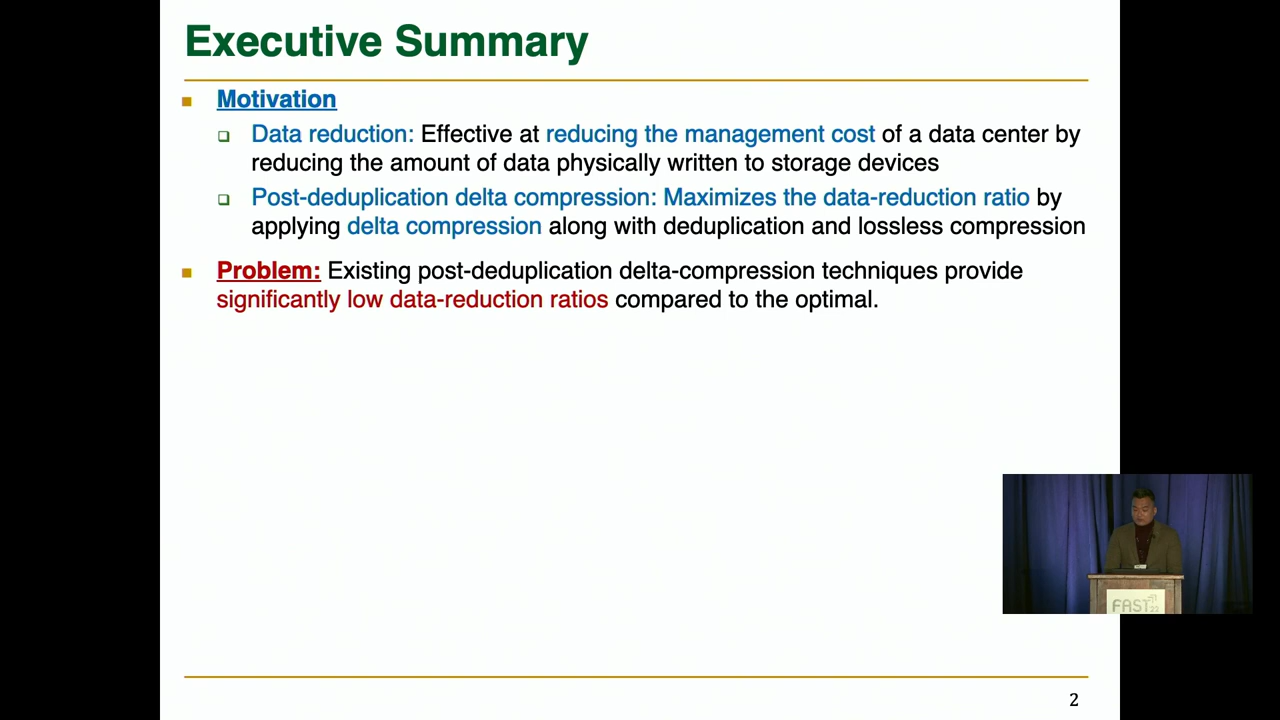 Executive Summary
Motivation
Data reduction: Effective at reducing the management cost of a data center by
reducing the amount of data physically written to storage devices
Post-deduplication delta compression: Maximizes the data-reduction ratio by
applying delta compression along with deduplication and lossless compression
Problem: Existing post-deduplication delta-compression techniques provide
significantly low data-reduction ratios compared to the optimal.
FAST
22
2